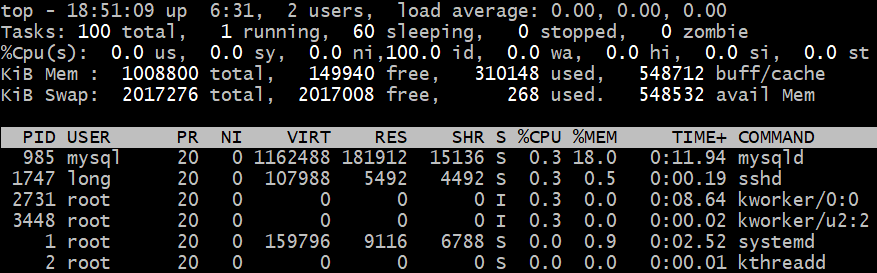 top - 18:51:09 up  6:31,  2 users,  load average: 0.00, 0.00, 0.00
Tasks: 100 total,   1 running,  60 sleeping,   0 stopped,   0 zombie
%Cpu(s):  0.0 us,  0.0 sy,  0.0 ni,100.0 id,  0.0 wa,  0.0 hi,  0.0 si,  0.0 st
KiB Mem :  1008800 total,   149940 free,   310148 used,   548712 buff/cache
KiB Swap:  2017276 total,  2017008 free,      268 used.   548532 avail Mem
  PID USER      PR  NI    VIRT    RES    SHR S %CPU %MEM     TIME+ COMMAND
  985 mysql     20   0 1162488 181912  15136 S  0.3 18.0   0:11.94 mysqld
 1747 long      20   0  107988   5492   4492 S  0.3  0.5   0:00.19 sshd
 2731 root      20   0       0      0      0 I  0.3  0.0   0:08.64 kworker/0:0
 3448 root      20   0       0      0      0 I  0.3  0.0   0:00.02 kworker/u2:2
    1 root      20   0  159796   9116   6788 S  0.0  0.9   0:02.52 systemd
    2 root      20   0       0      0      0 S  0.0  0.0   0:00.01 kthreadd